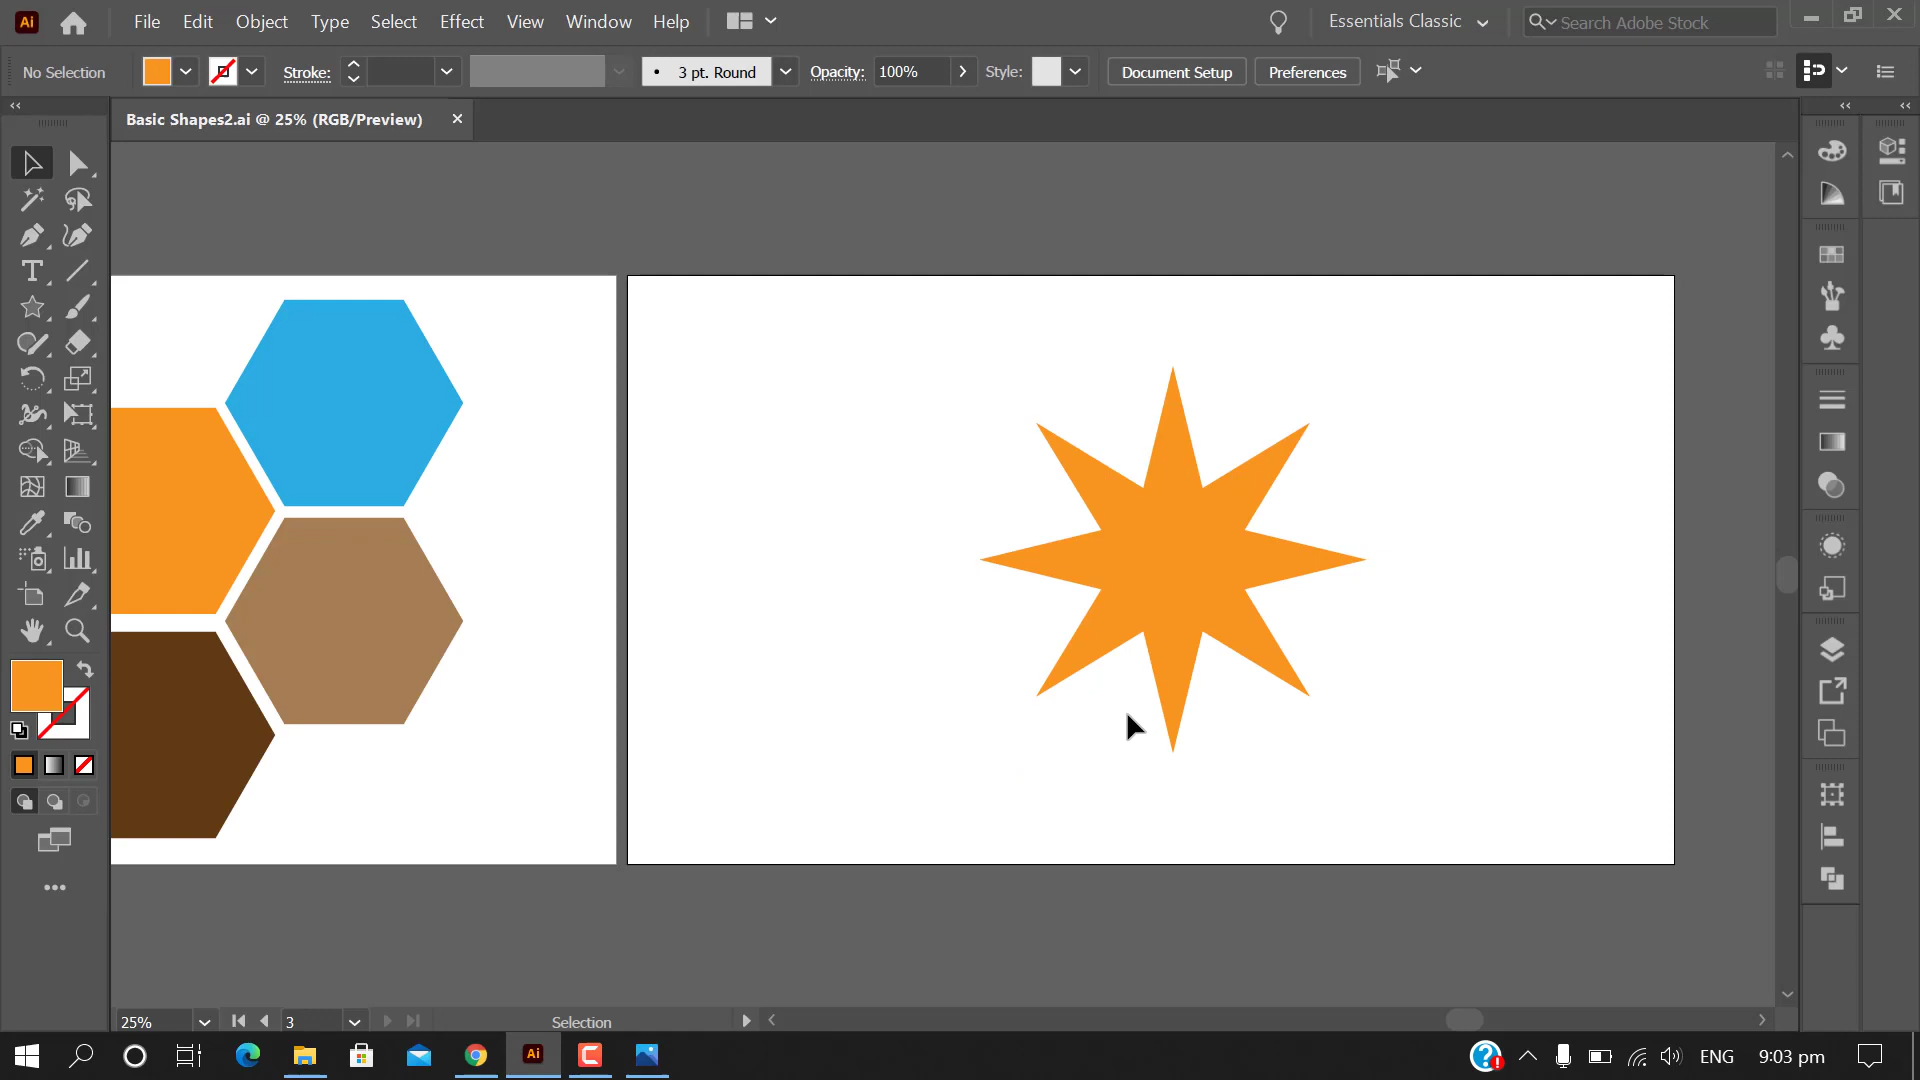 Ai File Edit Object Type Select Effect View Window Help Essentials Classic Search Adobe Stock
No Selection Stroke: 3 pt. Round Opacity: 100% Style: Document Setup Preferences
Basic Shapes2.ai @ 25% (RGB/Preview)
25% 3 Selection
Ai ENG 9:03 pm